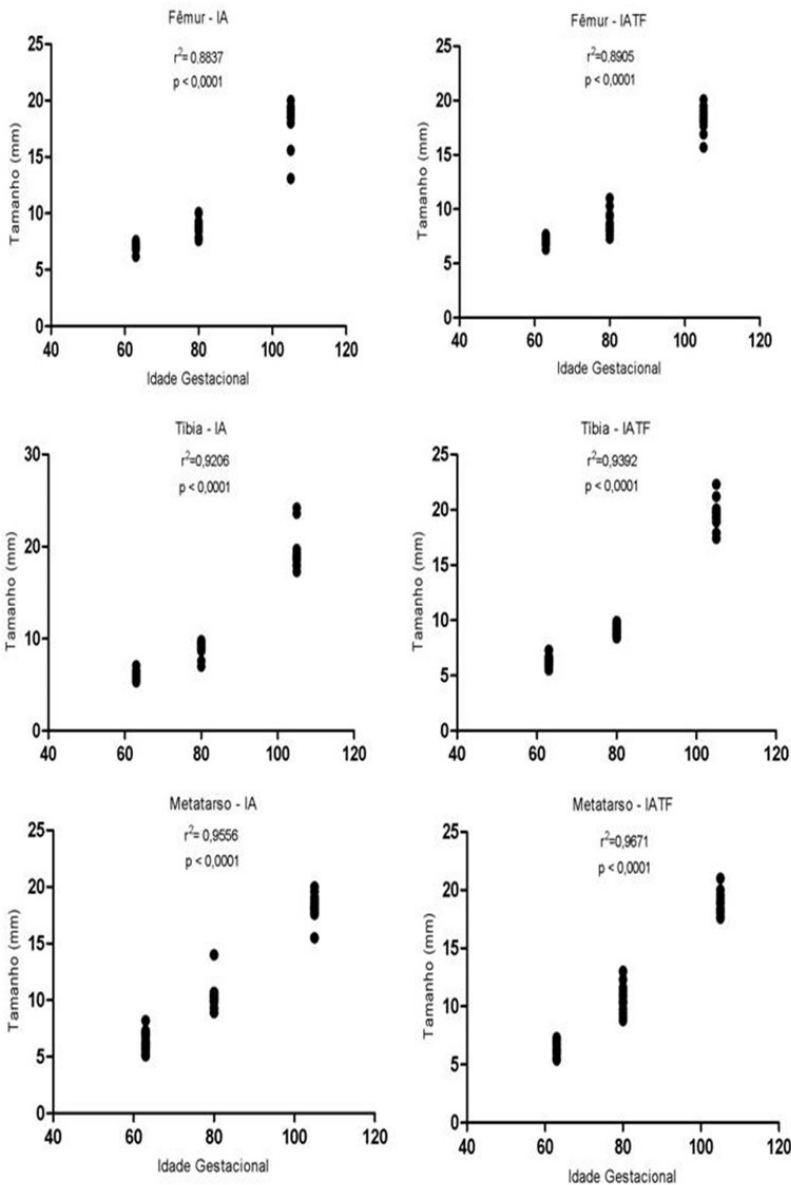 Fêmur - IA
r²= 0,8837
p < 0,0001
Tamanho (mm)
25
20
15
10
5
0
40 60 80 100 120
Idade Gestacional
Fêmur - IATF
r²=0,8905
p < 0,0001
Tamanho (mm)
25
20
15
10
5
0
40 60 80 100 120
Idade Gestacional
Tibia - IA
r²=0,9206
p < 0,0001
Tamanho (mm)
30
20
10
0
40 60 80 100 120
Tibia - IATF
r²=0,9392
p < 0,0001
Tamanho (mm)
25
20
15
10
5
0
40 60 80 100 120
Metatarso - IA
r²= 0,9556
p < 0,0001
Tamanho (mm)
25
20
15
10
5
0
40 60 80 100 120
Idade Gestacional
Metatarso - IATF
r²=0,9671
p < 0,0001
Tamanho (mm)
25
20
15
10
5
0
40 60 80 100 120
Idade Gestacional